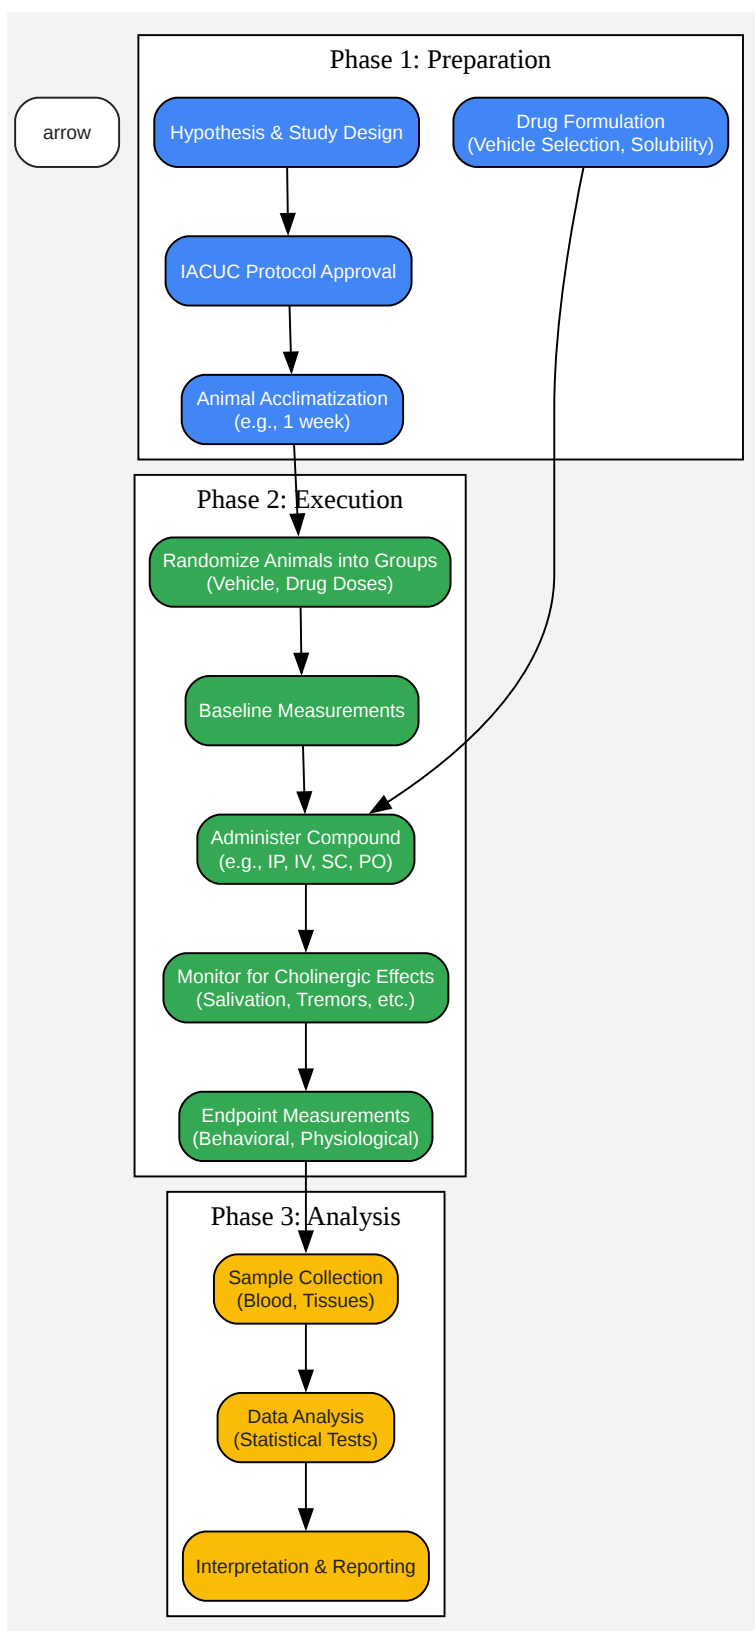 Phase 1: Preparation
arrow
Hypothesis & Study Design
Drug Formulation
(Vehicle Selection, Solubility)
IACUC Protocol Approval
Animal Acclimatization
(e.g., 1 week)
Phase 2: Execution
Randomize Animals into Groups
(Vehicle, Drug Doses)
Baseline Measurements
Administer Compound
(e.g., IP, IV, SC, PO)
Monitor for Cholinergic Effects
(Salivation, Tremors, etc.)
Endpoint Measurements
(Behavioral, Physiological)
Phase 3: Analysis
Sample Collection
(Blood, Tissues)
Data Analysis
(Statistical Tests)
Interpretation & Reporting